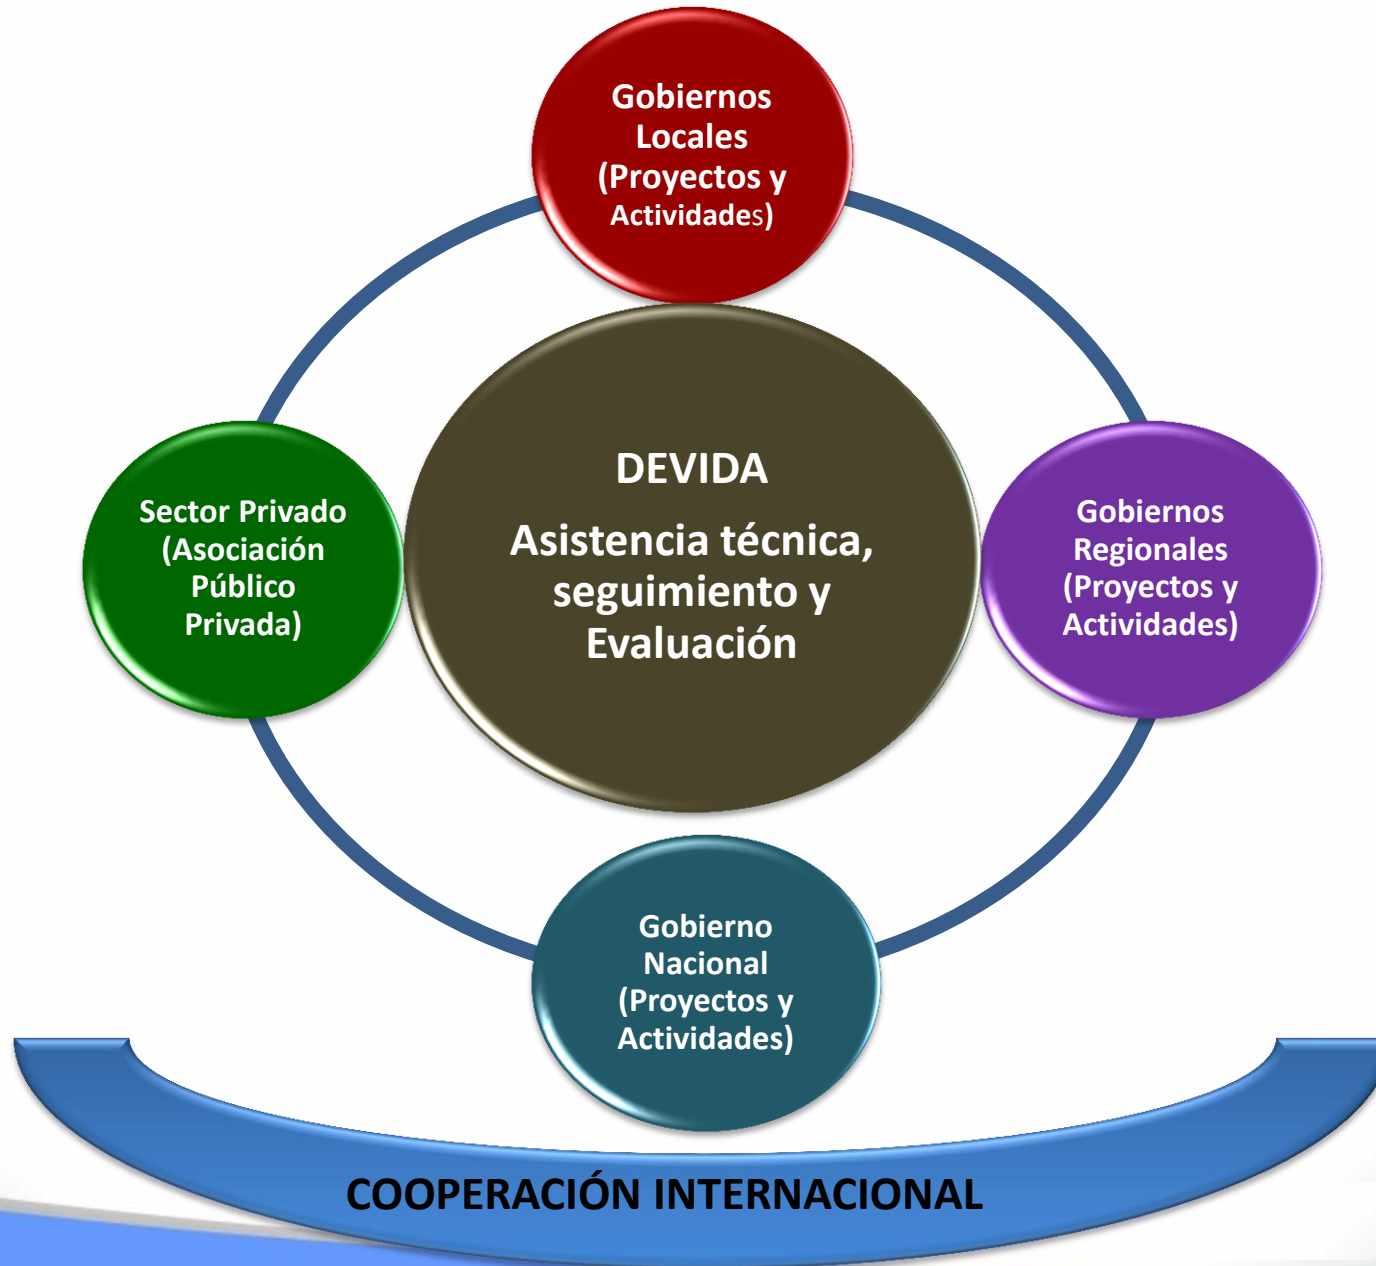 Gobiernos
Locales
(Proyectos y
Actividades)
DEVIDA
Asistencia técnica,
seguimiento y
Evaluación
Sector Privado
(Asociación
Público
Privada)
Gobiernos
Regionales
(Proyectos y
Actividades)
Gobierno
Nacional
(Proyectos y
Actividades)
COOPERACIÓN INTERNACIONAL